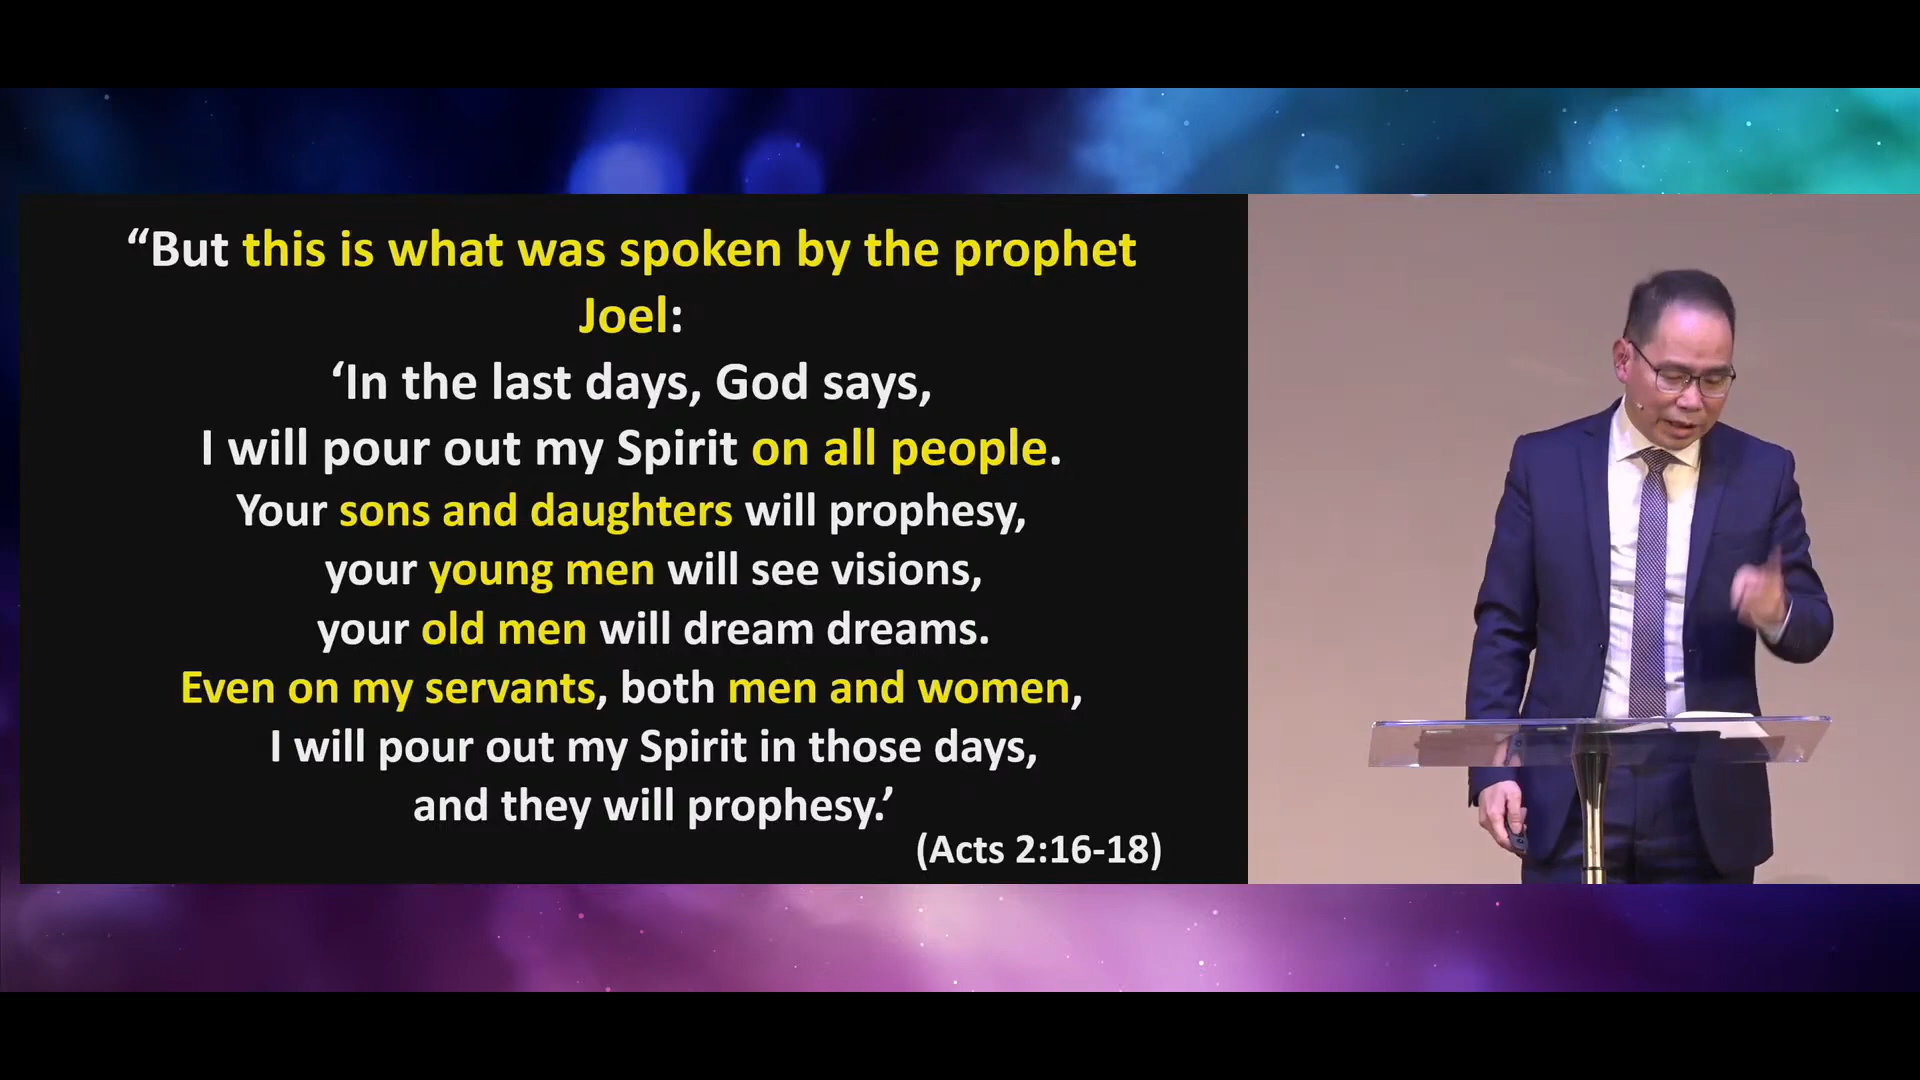 “But this is what was spoken by the prophet
Joel:
‘In the last days, God says,
I will pour out my Spirit on all people.
Your sons and daughters will prophesy,
your young men will see visions,
your old men will dream dreams.
Even on my servants, both men and women,
I will pour out my Spirit in those days,
and they will prophesy.’
(Acts 2:16-18)